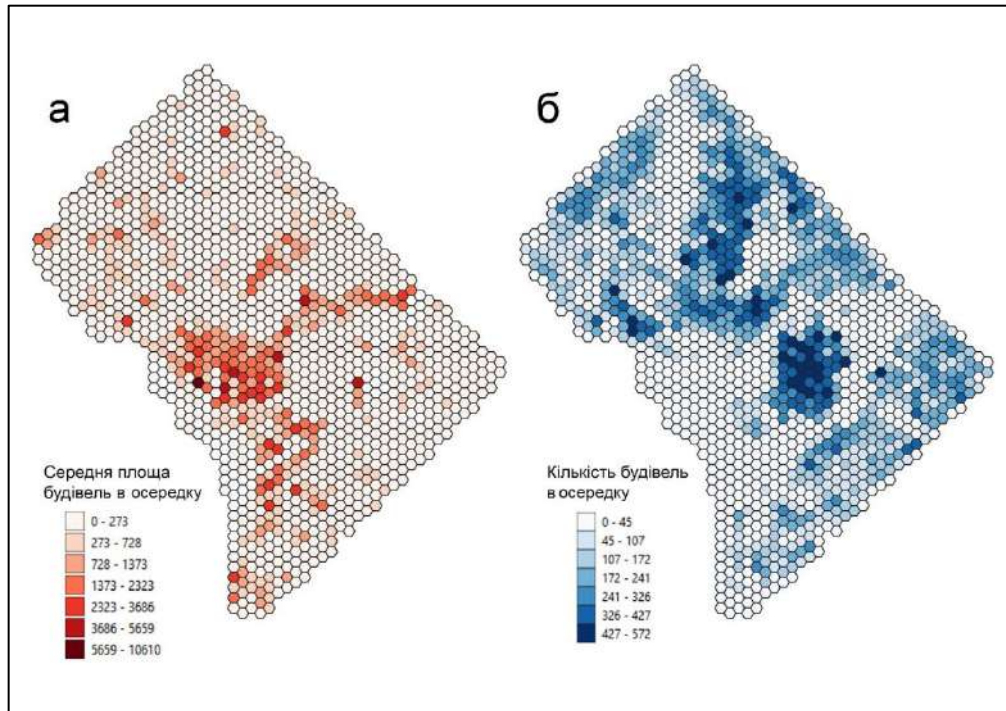 а
б
Середня площа
будівель в осередку
0 - 273
273 - 728
728 - 1373
1373 - 2323
2323 - 3686
3686 - 5659
5659 - 10610
Кількість будівель
в осередку
0 - 45
45 - 107
107 - 172
172 - 241
241 - 326
326 - 427
427 - 572